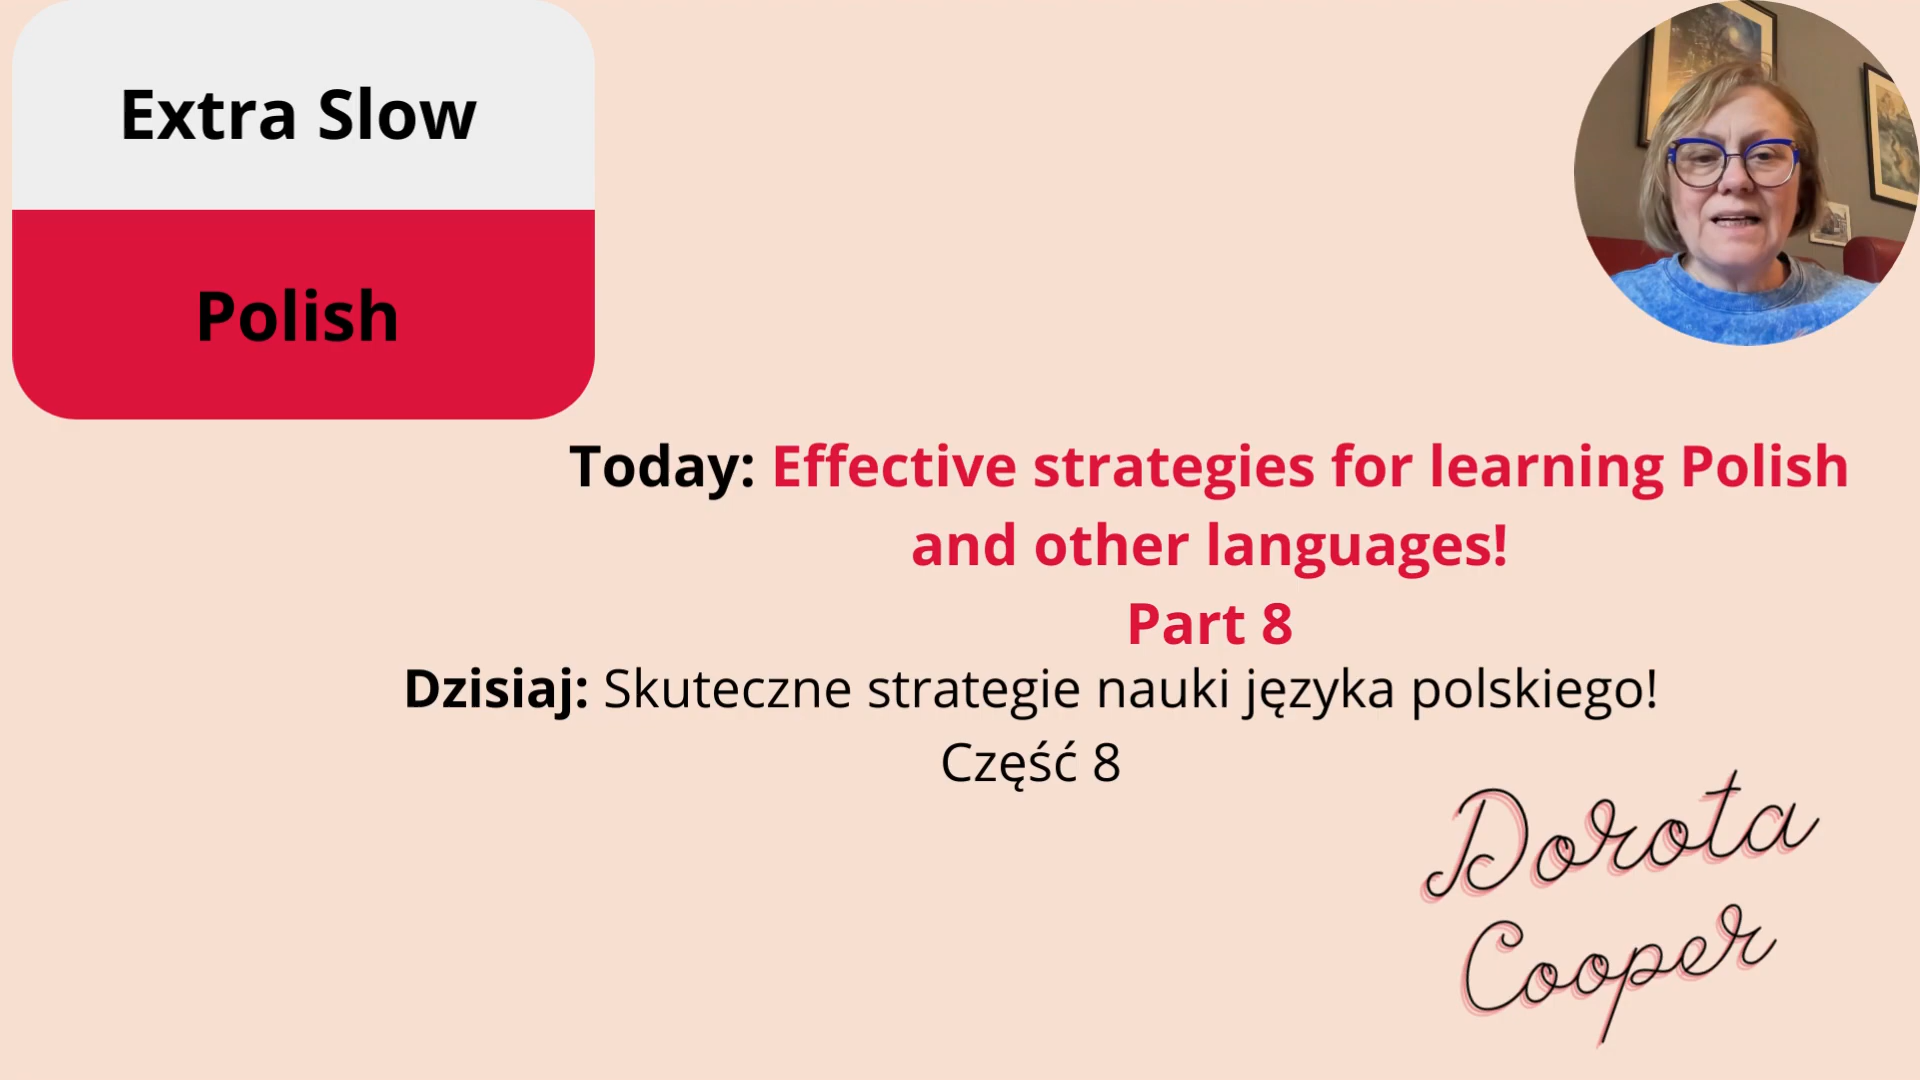 Extra Slow
Polish
Today: Effective strategies for learning Polish
and other languages!
Part 8
Dzisiaj: Skuteczne strategie nauki języka polskiego!
Część 8
Dorota
Cooper